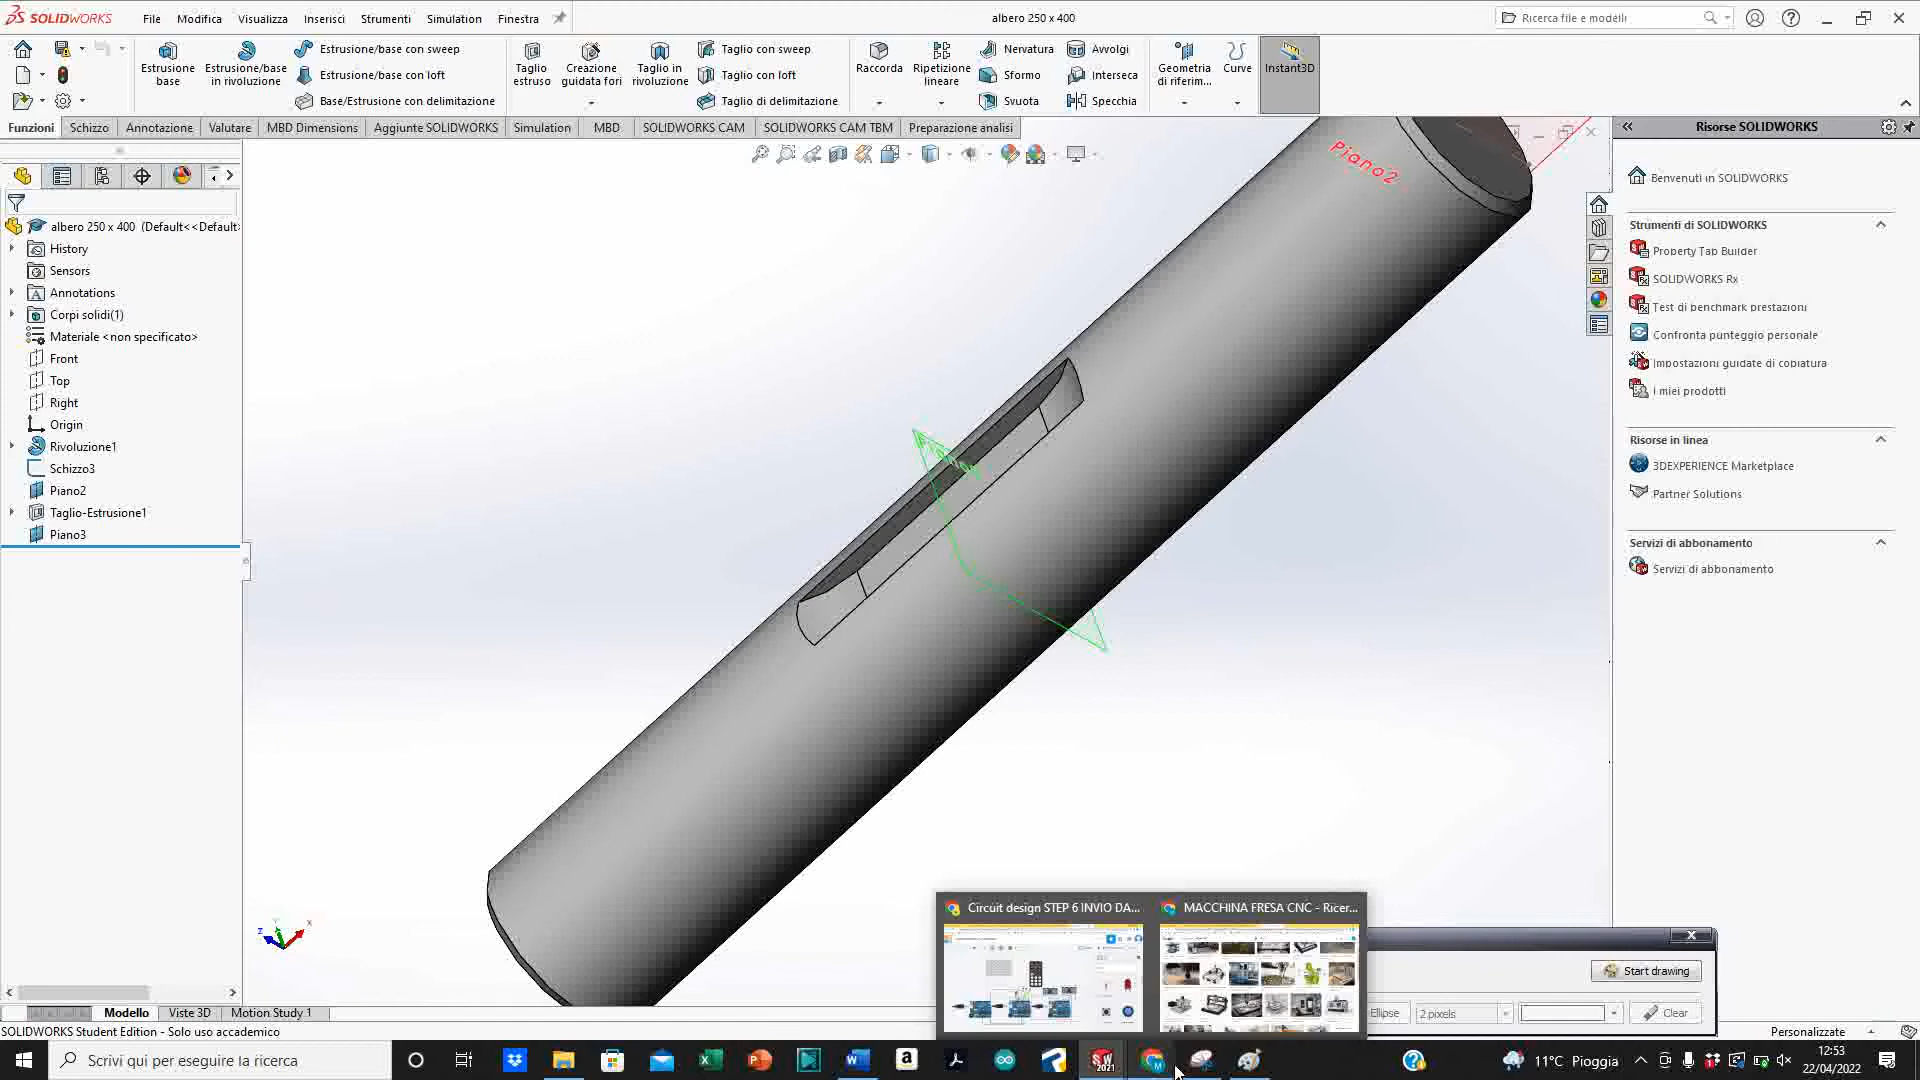 SOLIDWORKS File Modifica Visualizza Inserisci Strumenti Simulation Finestra albero 250 x 400 Ricerca file e modelli
Estrusione base
Estrusione/base in rivoluzione
Estrusione/base con sweep
Estrusione/base con loft
Base/Estrusione con delimitazione
Taglio estruso
Creazione guidata fori
Taglio in rivoluzione
Taglio con sweep
Taglio con loft
Taglio di delimitazione
Raccorda
Ripetizione lineare
Nervatura
Sformo
Svuota
Avvolgi
Interseca
Specchia
Geometria di riferim...
Curve
Instant3D
Funzioni Schizzo Annotazione Valutare MBD Dimensions Aggiunte SOLIDWORKS Simulation MBD SOLIDWORKS CAM SOLIDWORKS CAM TBM Preparazione analisi
albero 250 x 400 (Default<<Default
History
Sensors
Annotations
Corpi solidi(1)
Materiale <non specificato>
Front
Top
Right
Origin
Rivoluzione1
Schizzo3
Piano2
Taglio-Estrusione1
Piano3
Piano2
Risorse SOLIDWORKS
Benvenuti in SOLIDWORKS
Strumenti di SOLIDWORKS
Property Tab Builder
SOLIDWORKS Rx
Test di benchmark prestazioni
Confronta punteggio personale
Impostazioni guidate di copiatura
I miei prodotti
Risorse in linea
3DEXPERIENCE Marketplace
Partner Solutions
Servizi di abbonamento
Servizi di abbonamento
Circuit design STEP 6 INVIO DA...
MACCHINA FRESA CNC - Ricer...
Start drawing
Ellipse 2 pixels Clear
Modello Viste 3D Motion Study 1
SOLIDWORKS Student Edition - Solo uso accademico
Personalizzate
Scrivi qui per eseguire la ricerca
11°C Pioggia
12:53
22/04/2022